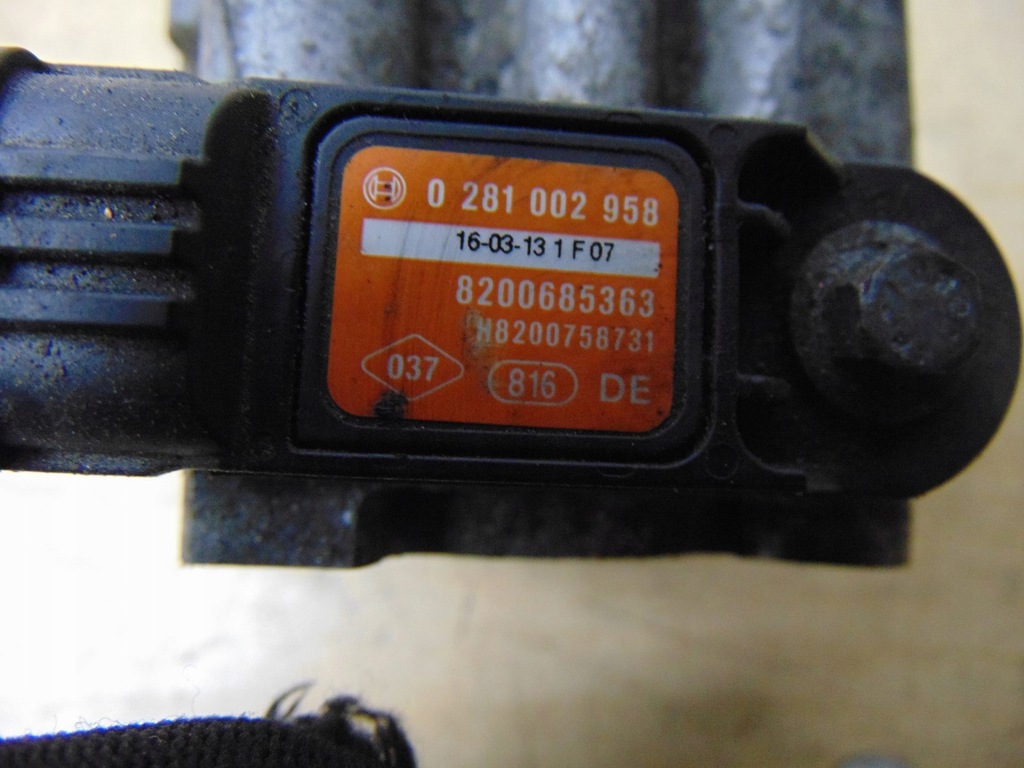 0 281 002 958
16-03-13 1 F 07
8200685363
H8200758731
037 816 DE